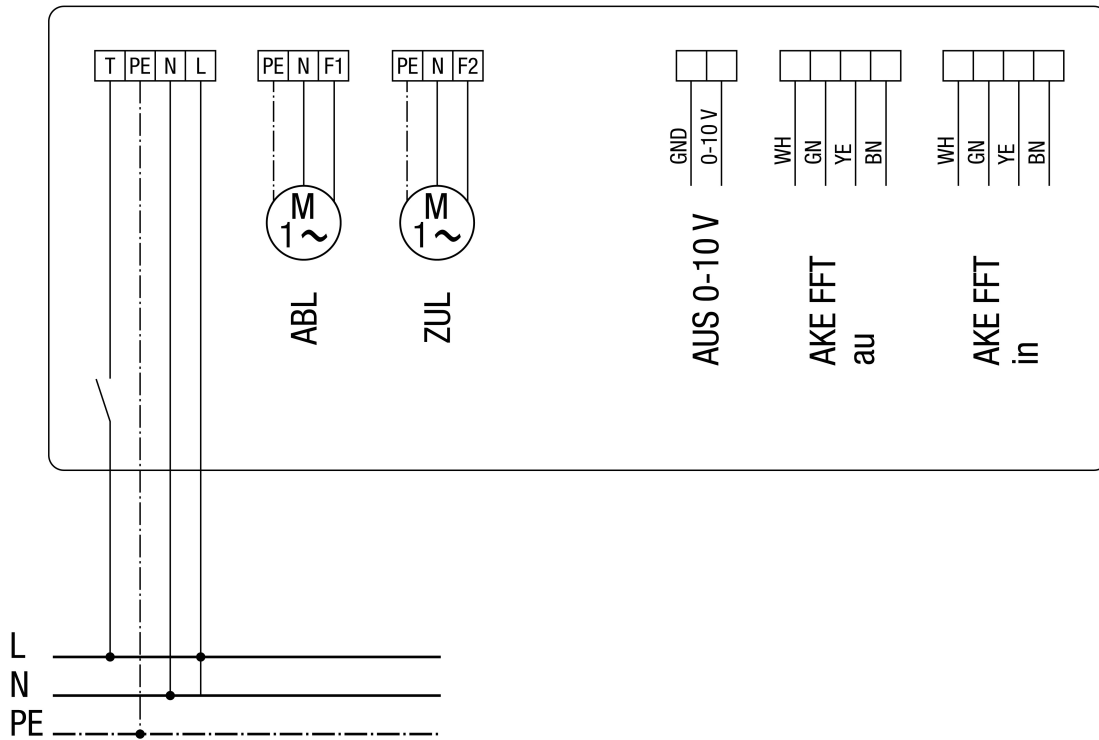 T PE N L
PE N F1
PE N F2
GND
0-10 V
WH
GN
YE
BN
WH
GN
YE
BN
M
1~
M
1~
ABL
ZUL
AUS 0-10 V
AKE FFT
au
AKE FFT
in
L
N
PE